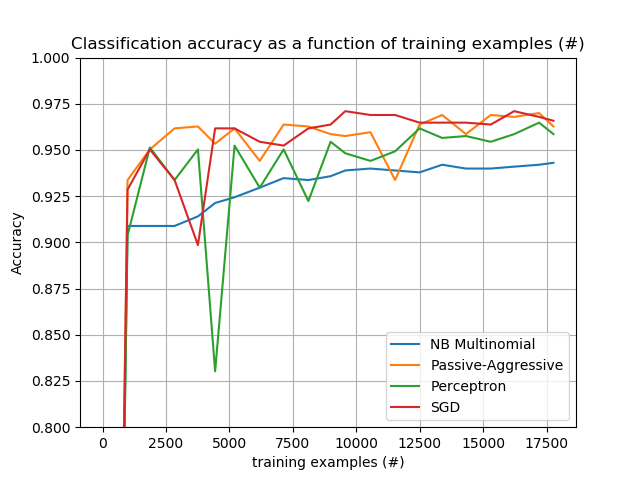 Classification accuracy as a function of training examples (#)
1.000
0.975
0.950
0.925
0.900
0.875
0.850
0.825
0.800
Accuracy
NB Multinomial
Passive-Aggressive
Perceptron
SGD
0 2500 5000 7500 10000 12500 15000 17500
training examples (#)